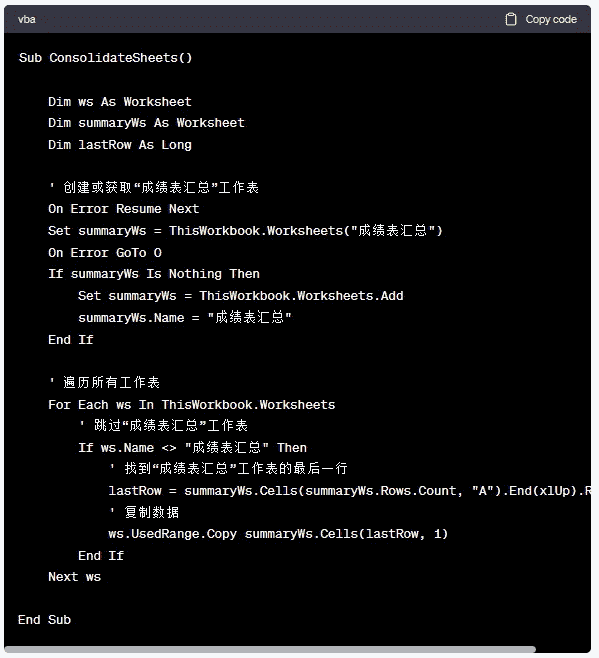 vba
Copy code
Sub ConsolidateSheets()
    Dim ws As Worksheet
    Dim summaryWs As Worksheet
    Dim lastRow As Long
    ' 创建或获取“成绩表汇总”工作表
    On Error Resume Next
    Set summaryWs = ThisWorkbook.Worksheets("成绩表汇总")
    On Error GoTo 0
    If summaryWs Is Nothing Then
        Set summaryWs = ThisWorkbook.Worksheets.Add
        summaryWs.Name = "成绩表汇总"
    End If
    ' 遍历所有工作表
    For Each ws In ThisWorkbook.Worksheets
        ' 跳过“成绩表汇总”工作表
        If ws.Name <> "成绩表汇总" Then
            ' 找到“成绩表汇总”工作表的最后一行
            lastRow = summaryWs.Cells(summaryWs.Rows.Count, "A").End(xlUp).R
            ' 复制数据
            ws.UsedRange.Copy summaryWs.Cells(lastRow, 1)
        End If
    Next ws
End Sub